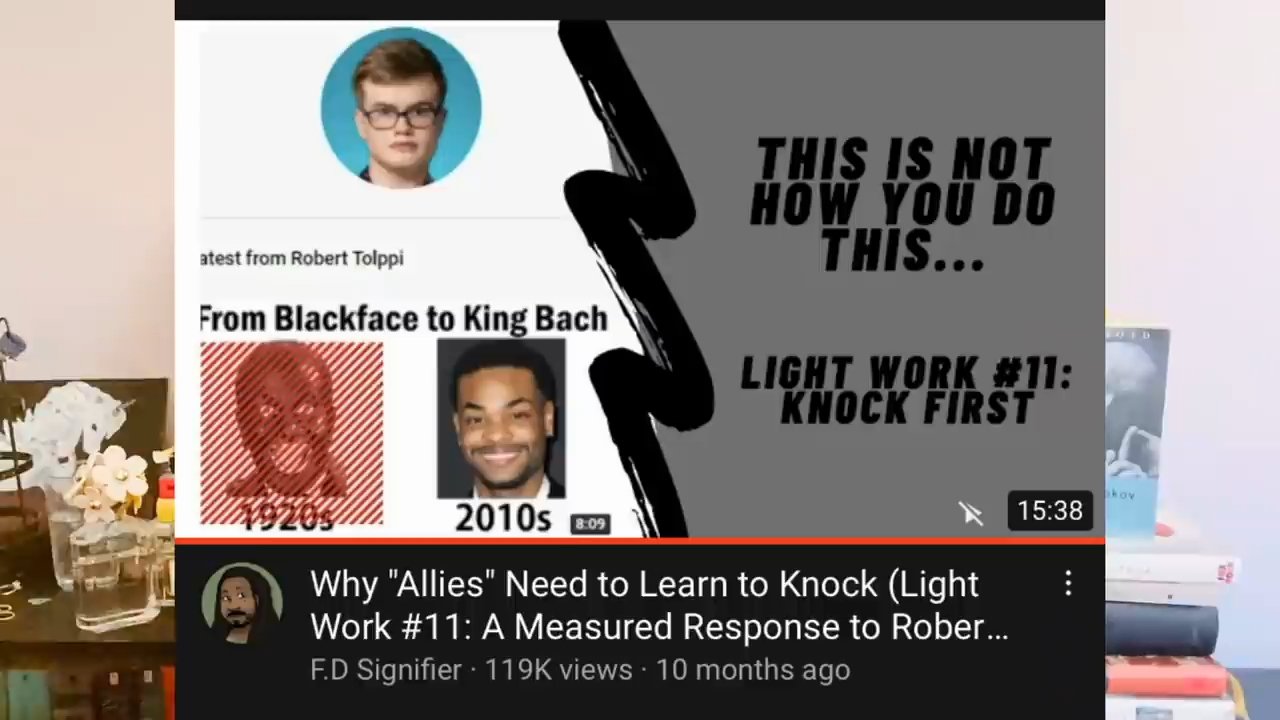 atest from Robert Tolppi
From Blackface to King Bach
1920s
2010s
8:09
THIS IS NOT
HOW YOU DO
THIS...
LIGHT WORK #11:
KNOCK FIRST
15:38
Why "Allies" Need to Learn to Knock (Light
Work #11: A Measured Response to Rober...
F.D Signifier · 119K views · 10 months ago